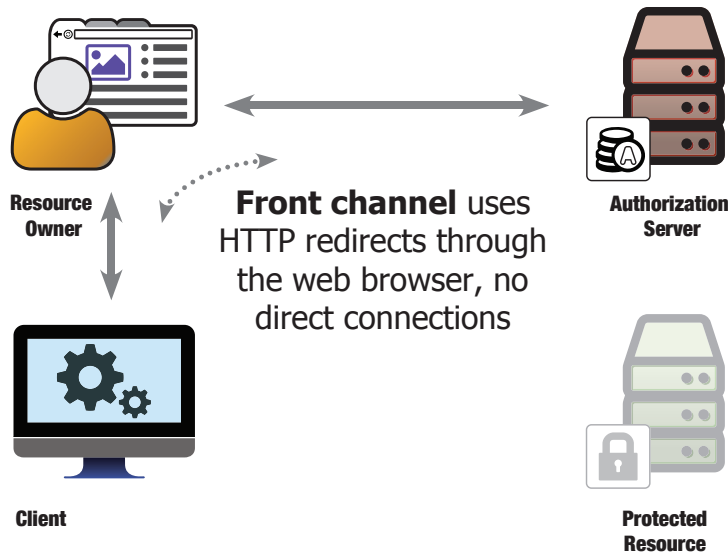 Resource
Owner
Authorization
Server
Front channel uses
HTTP redirects through
the web browser, no
direct connections
A
Client
Protected
Resource